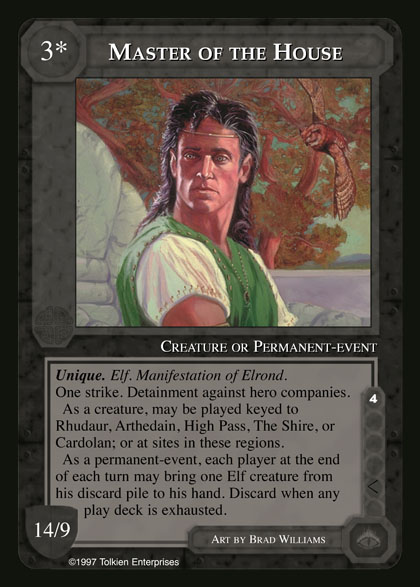 3*
MASTER OF THE HOUSE
CREATURE OR PERMANENT-EVENT
Unique. Elf. Manifestation of Elrond.
One strike. Detainment against hero companies.
As a creature, may be played keyed to
Rhudaur, Arthedain, High Pass, The Shire, or
Cardolan; or at sites in these regions.
As a permanent-event, each player at the end
of each turn may bring one Elf creature from
his discard pile to his hand. Discard when any
play deck is exhausted.
4
14/9
ART BY BRAD WILLIAMS
©1997 Tolkien Enterprises